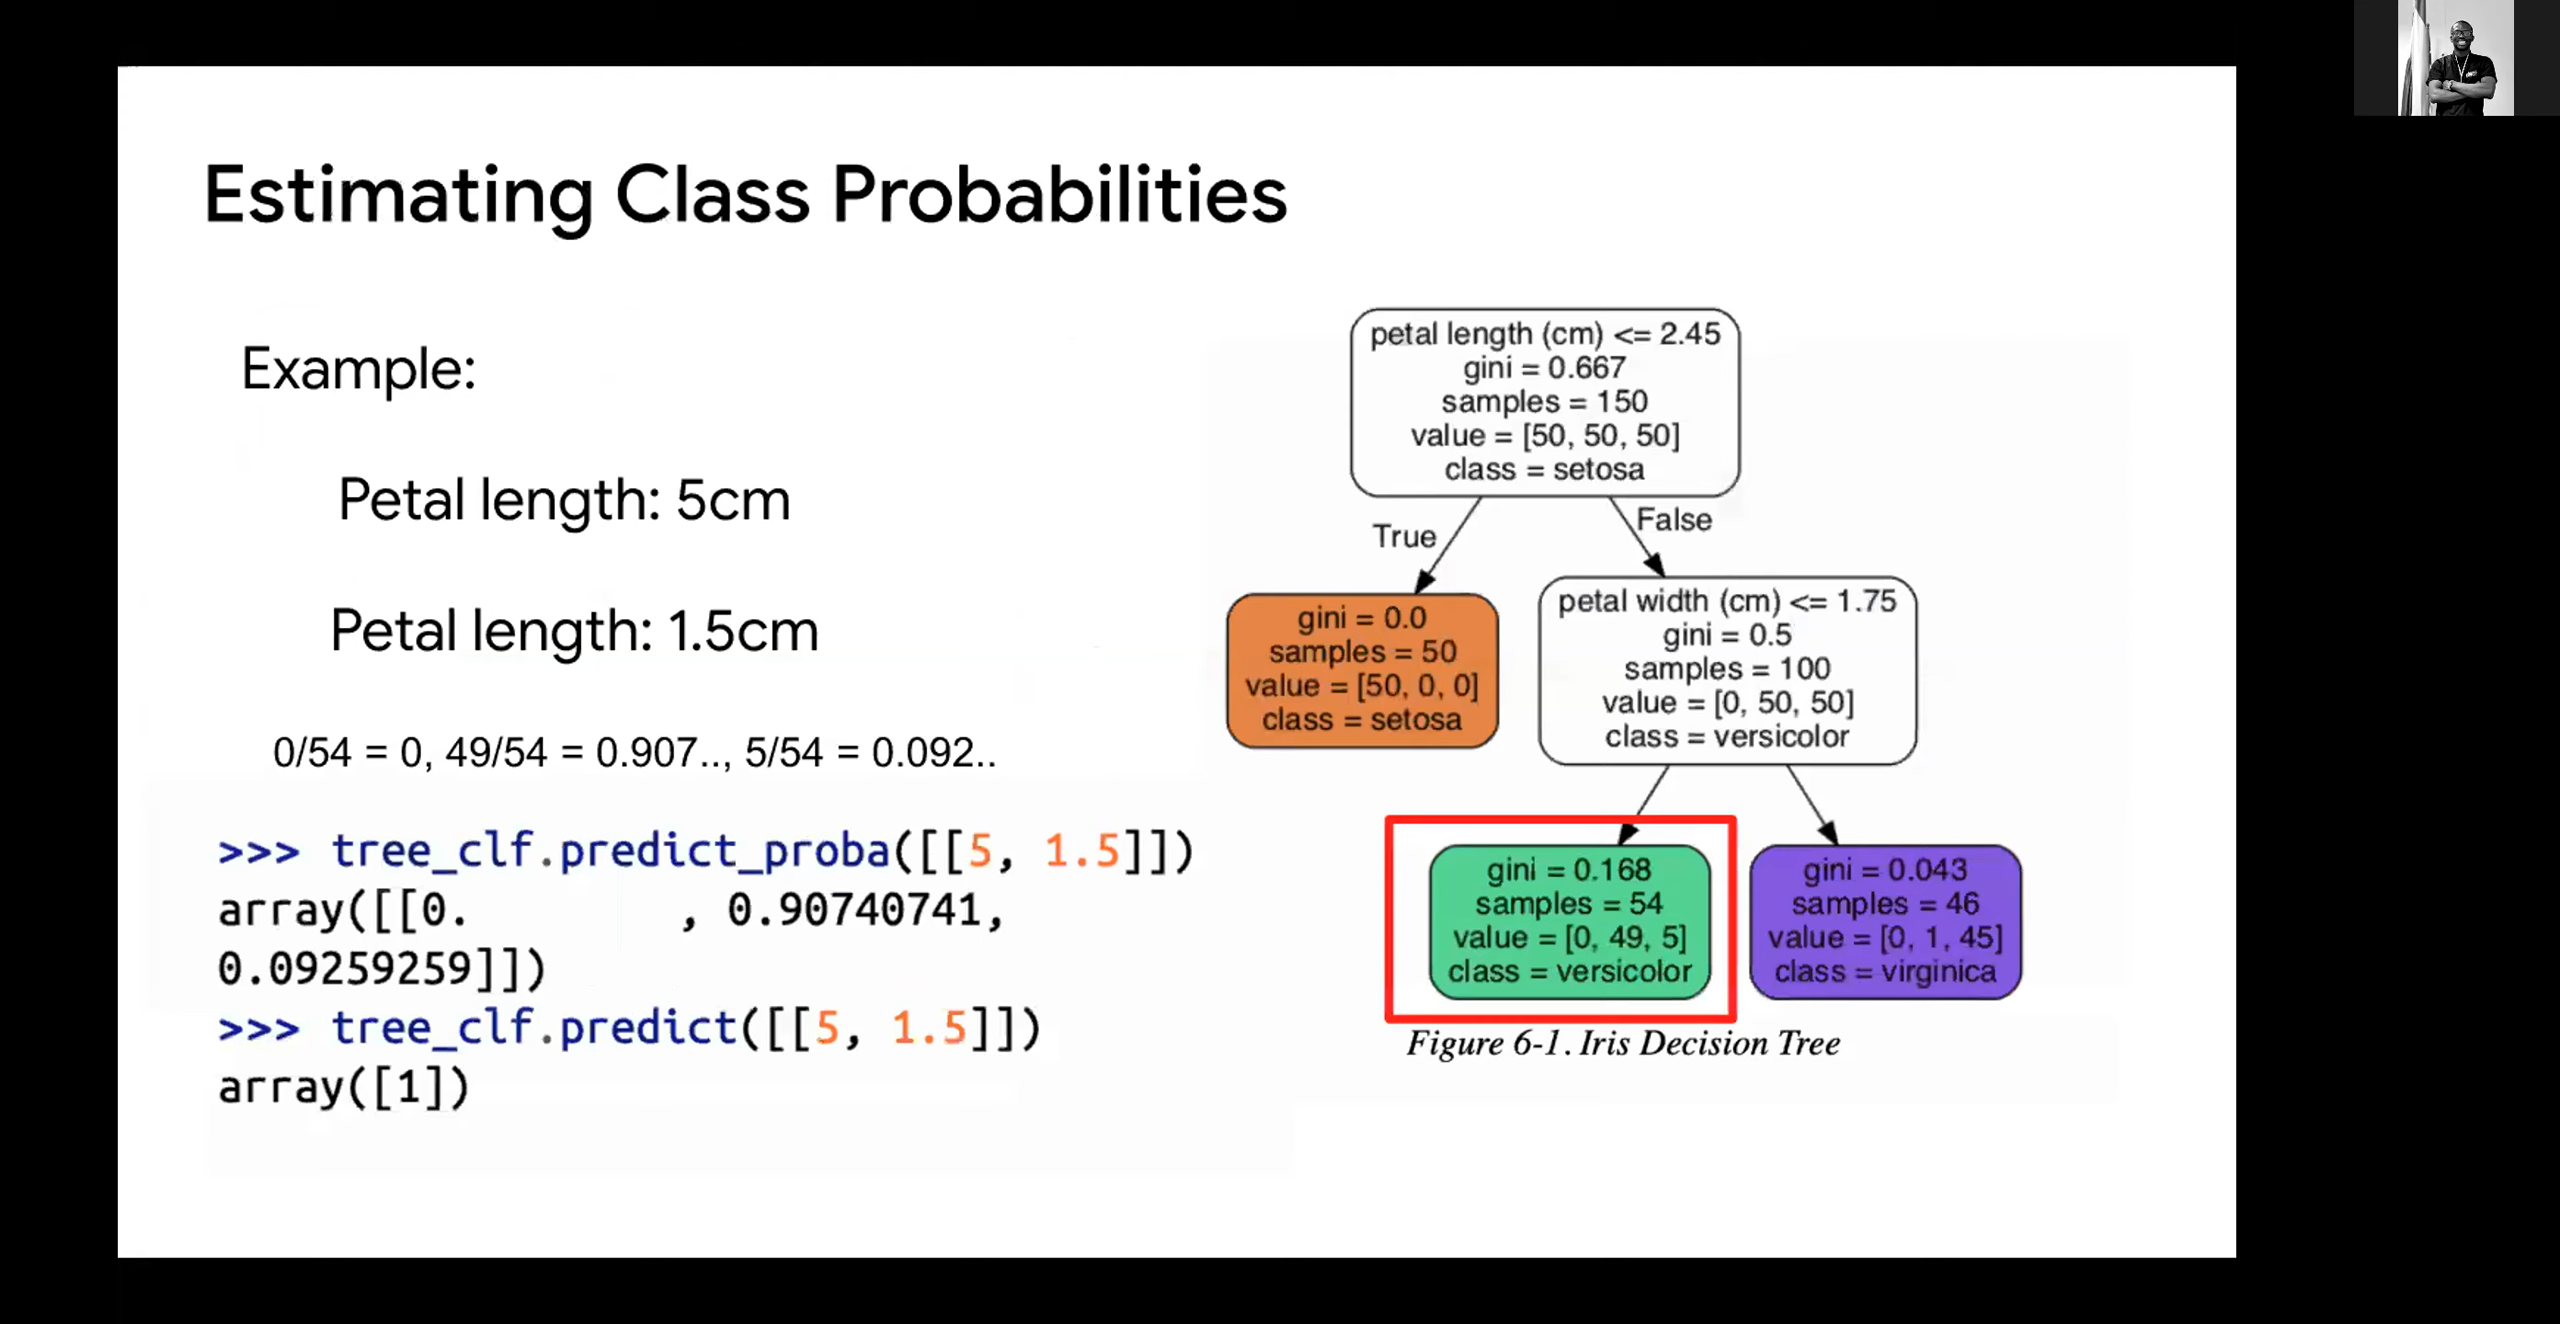 Estimating Class Probabilities
Example:
Petal length: 5cm
Petal length: 1.5cm
0/54 = 0, 49/54 = 0.907.., 5/54 = 0.092..
>>> tree_clf.predict_proba([[5, 1.5]])
array([[0.        , 0.90740741,
0.09259259]])
>>> tree_clf.predict([[5, 1.5]])
array([1])
petal length (cm) <= 2.45
gini = 0.667
samples = 150
value = [50, 50, 50]
class = setosa
True
False
gini = 0.0
samples = 50
value = [50, 0, 0]
class = setosa
petal width (cm) <= 1.75
gini = 0.5
samples = 100
value = [0, 50, 50]
class = versicolor
gini = 0.168
samples = 54
value = [0, 49, 5]
class = versicolor
gini = 0.043
samples = 46
value = [0, 1, 45]
class = virginica
Figure 6-1. Iris Decision Tree